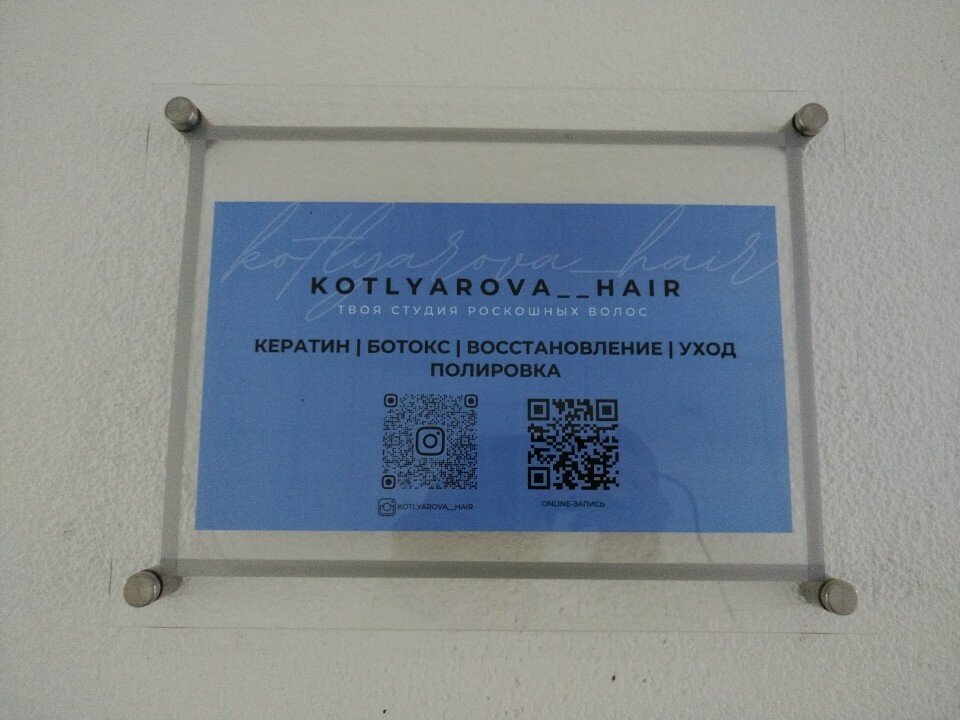 kotlyarova_hair
KOTLYAROVA__HAIR
ТВОЯ СТУДИЯ РОСКОШНЫХ ВОЛОС
КЕРАТИН | БОТОКС | ВОССТАНОВЛЕНИЕ | УХОД
ПОЛИРОВКА
KOTLYAROVA__HAIR
ONLINE-ЗАПИСЬ